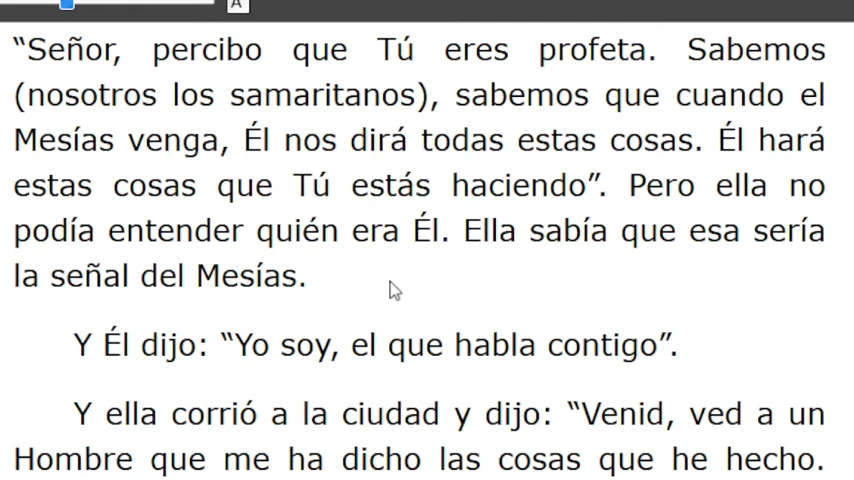 A
“Señor, percibo que Tú eres profeta. Sabemos
(nosotros los samaritanos), sabemos que cuando el
Mesías venga, Él nos dirá todas estas cosas. Él hará
estas cosas que Tú estás haciendo”. Pero ella no
podía entender quién era Él. Ella sabía que esa sería
la señal del Mesías.
Y Él dijo: “Yo soy, el que habla contigo”.
Y ella corrió a la ciudad y dijo: “Venid, ved a un
Hombre que me ha dicho las cosas que he hecho.